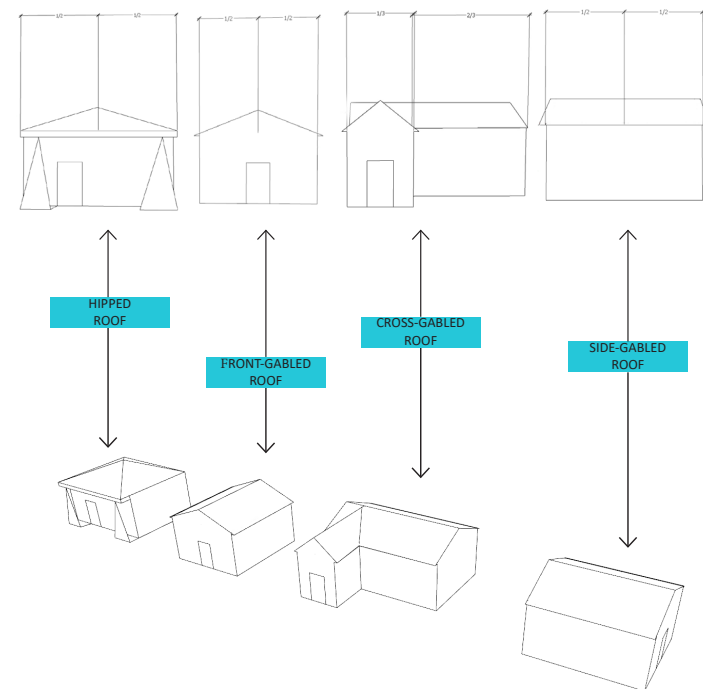 1/2 1/2
1/2 1/2
1/3 2/3
1/2 1/2
HIPPED
ROOF
FRONT-GABLED
ROOF
CROSS-GABLED
ROOF
SIDE-GABLED
ROOF